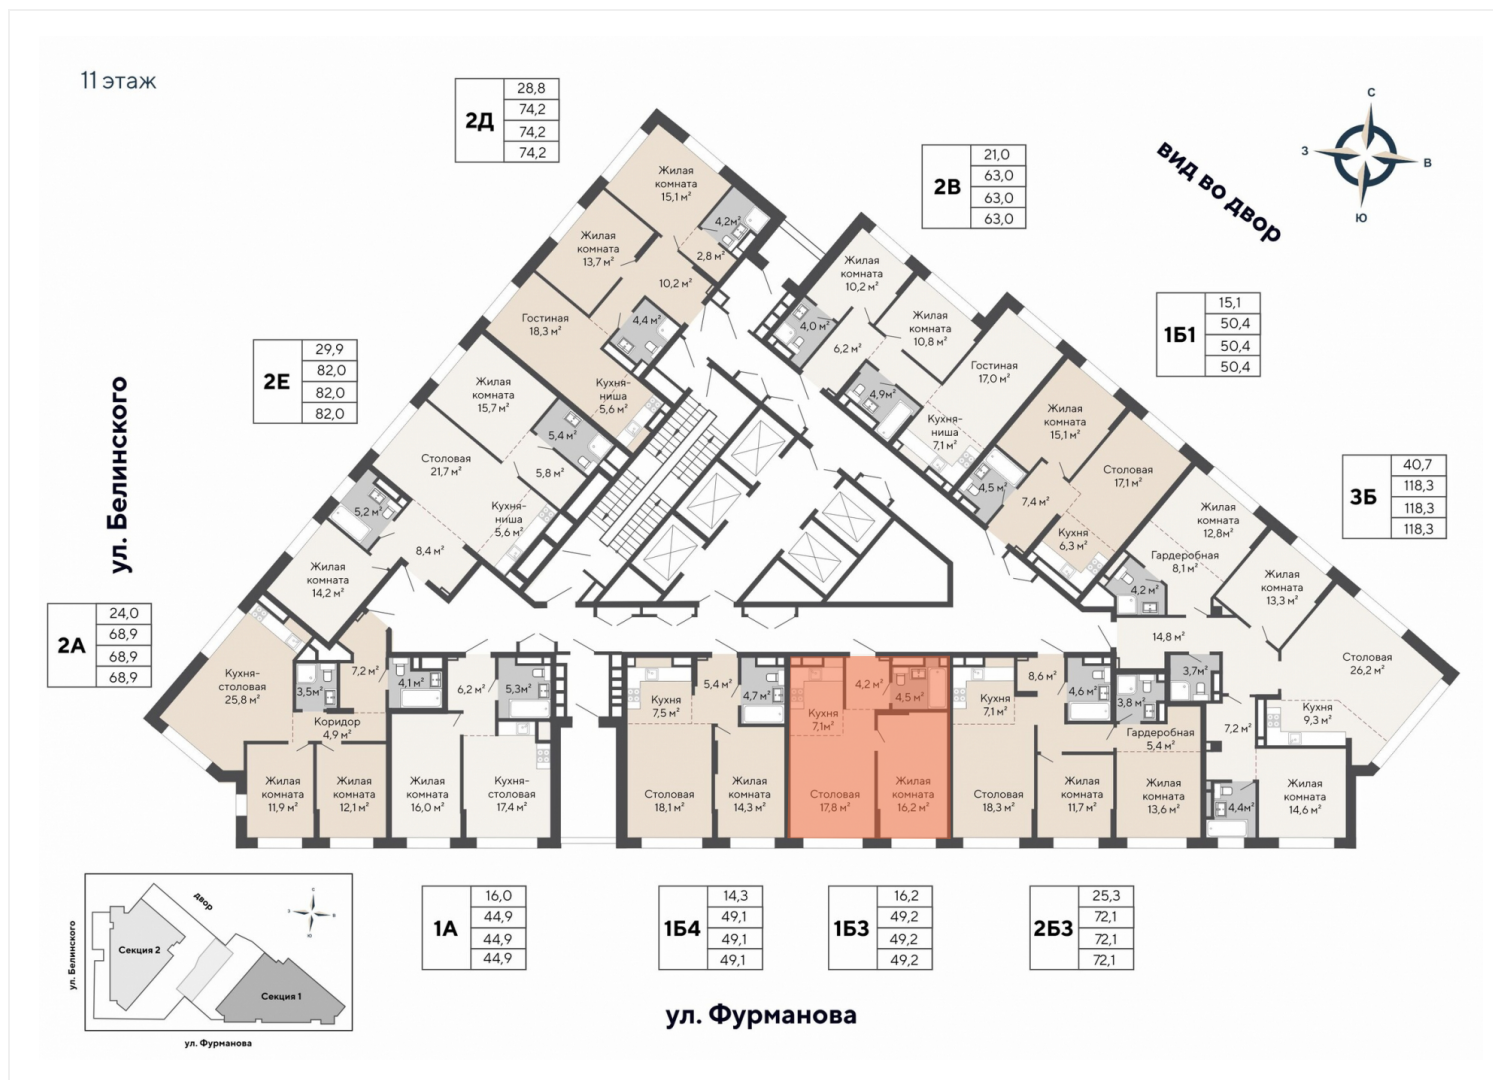 11 этаж
2Д
28,8
74,2
74,2
74,2
2В
21,0
63,0
63,0
63,0
вид во двор
С
З
В
Ю
1Б1
15,1
50,4
50,4
50,4
2Е
29,9
82,0
82,0
82,0
3Б
40,7
118,3
118,3
118,3
ул. Белинского
2А
24,0
68,9
68,9
68,9
Жилая
комната
15,1 м²
4,2м²
2,8 м²
Жилая
комната
13,7 м²
10,2 м²
Гостиная
18,3 м²
4,4 м²
Кухня-
ниша
5,6 м²
Жилая
комната
10,2 м²
4,0 м²
6,2 м²
Жилая
комната
10,8 м²
4,9м²
Гостиная
17,0 м²
Кухня-
ниша
7,1 м²
Жилая
комната
15,1 м²
4,5 м²
7,4 м²
Столовая
17,1 м²
Кухня
6,3 м²
Жилая
комната
15,7 м²
5,4 м²
5,8 м²
Столовая
21,7 м²
Кухня-
ниша
5,6 м²
5,2 м²
8,4 м²
Жилая
комната
14,2 м²
Жилая
комната
12,8м²
Гардеробная
8,1 м²
4,2 м²
Жилая
комната
13,3 м²
14,8 м²
Столовая
26,2 м²
3,7м²
Кухня
9,3 м²
7,2 м²
4,4м²
Жилая
комната
14,6 м²
Кухня-
столовая
25,8 м²
3,5м²
7,2 м²
Коридор
4,9 м²
Жилая
комната
11,9 м²
Жилая
комната
12,1 м²
4,1 м²
6,2 м²
5,3м²
Жилая
комната
16,0 м²
Кухня-
столовая
17,4 м²
Кухня
7,5 м²
5,4 м²
4,7 м²
Столовая
18,1 м²
Жилая
комната
14,3 м²
Кухня
7,1м²
4,2 м²
4,5 м²
Столовая
17,8 м²
Жилая
комната
16,2 м²
Кухня
7,1 м²
8,6 м²
4,6 м²
Столовая
18,3 м²
Жилая
комната
11,7 м²
3,8 м²
Гардеробная
5,4 м²
Жилая
комната
13,6 м²
1А
16,0
44,9
44,9
44,9
1Б4
14,3
49,1
49,1
49,1
1Б3
16,2
49,2
49,2
49,2
2Б3
25,3
72,1
72,1
72,1
ул. Фурманова
двор
С
З
В
Ю
Секция 2
Секция 1
ул. Белинского
ул. Фурманова